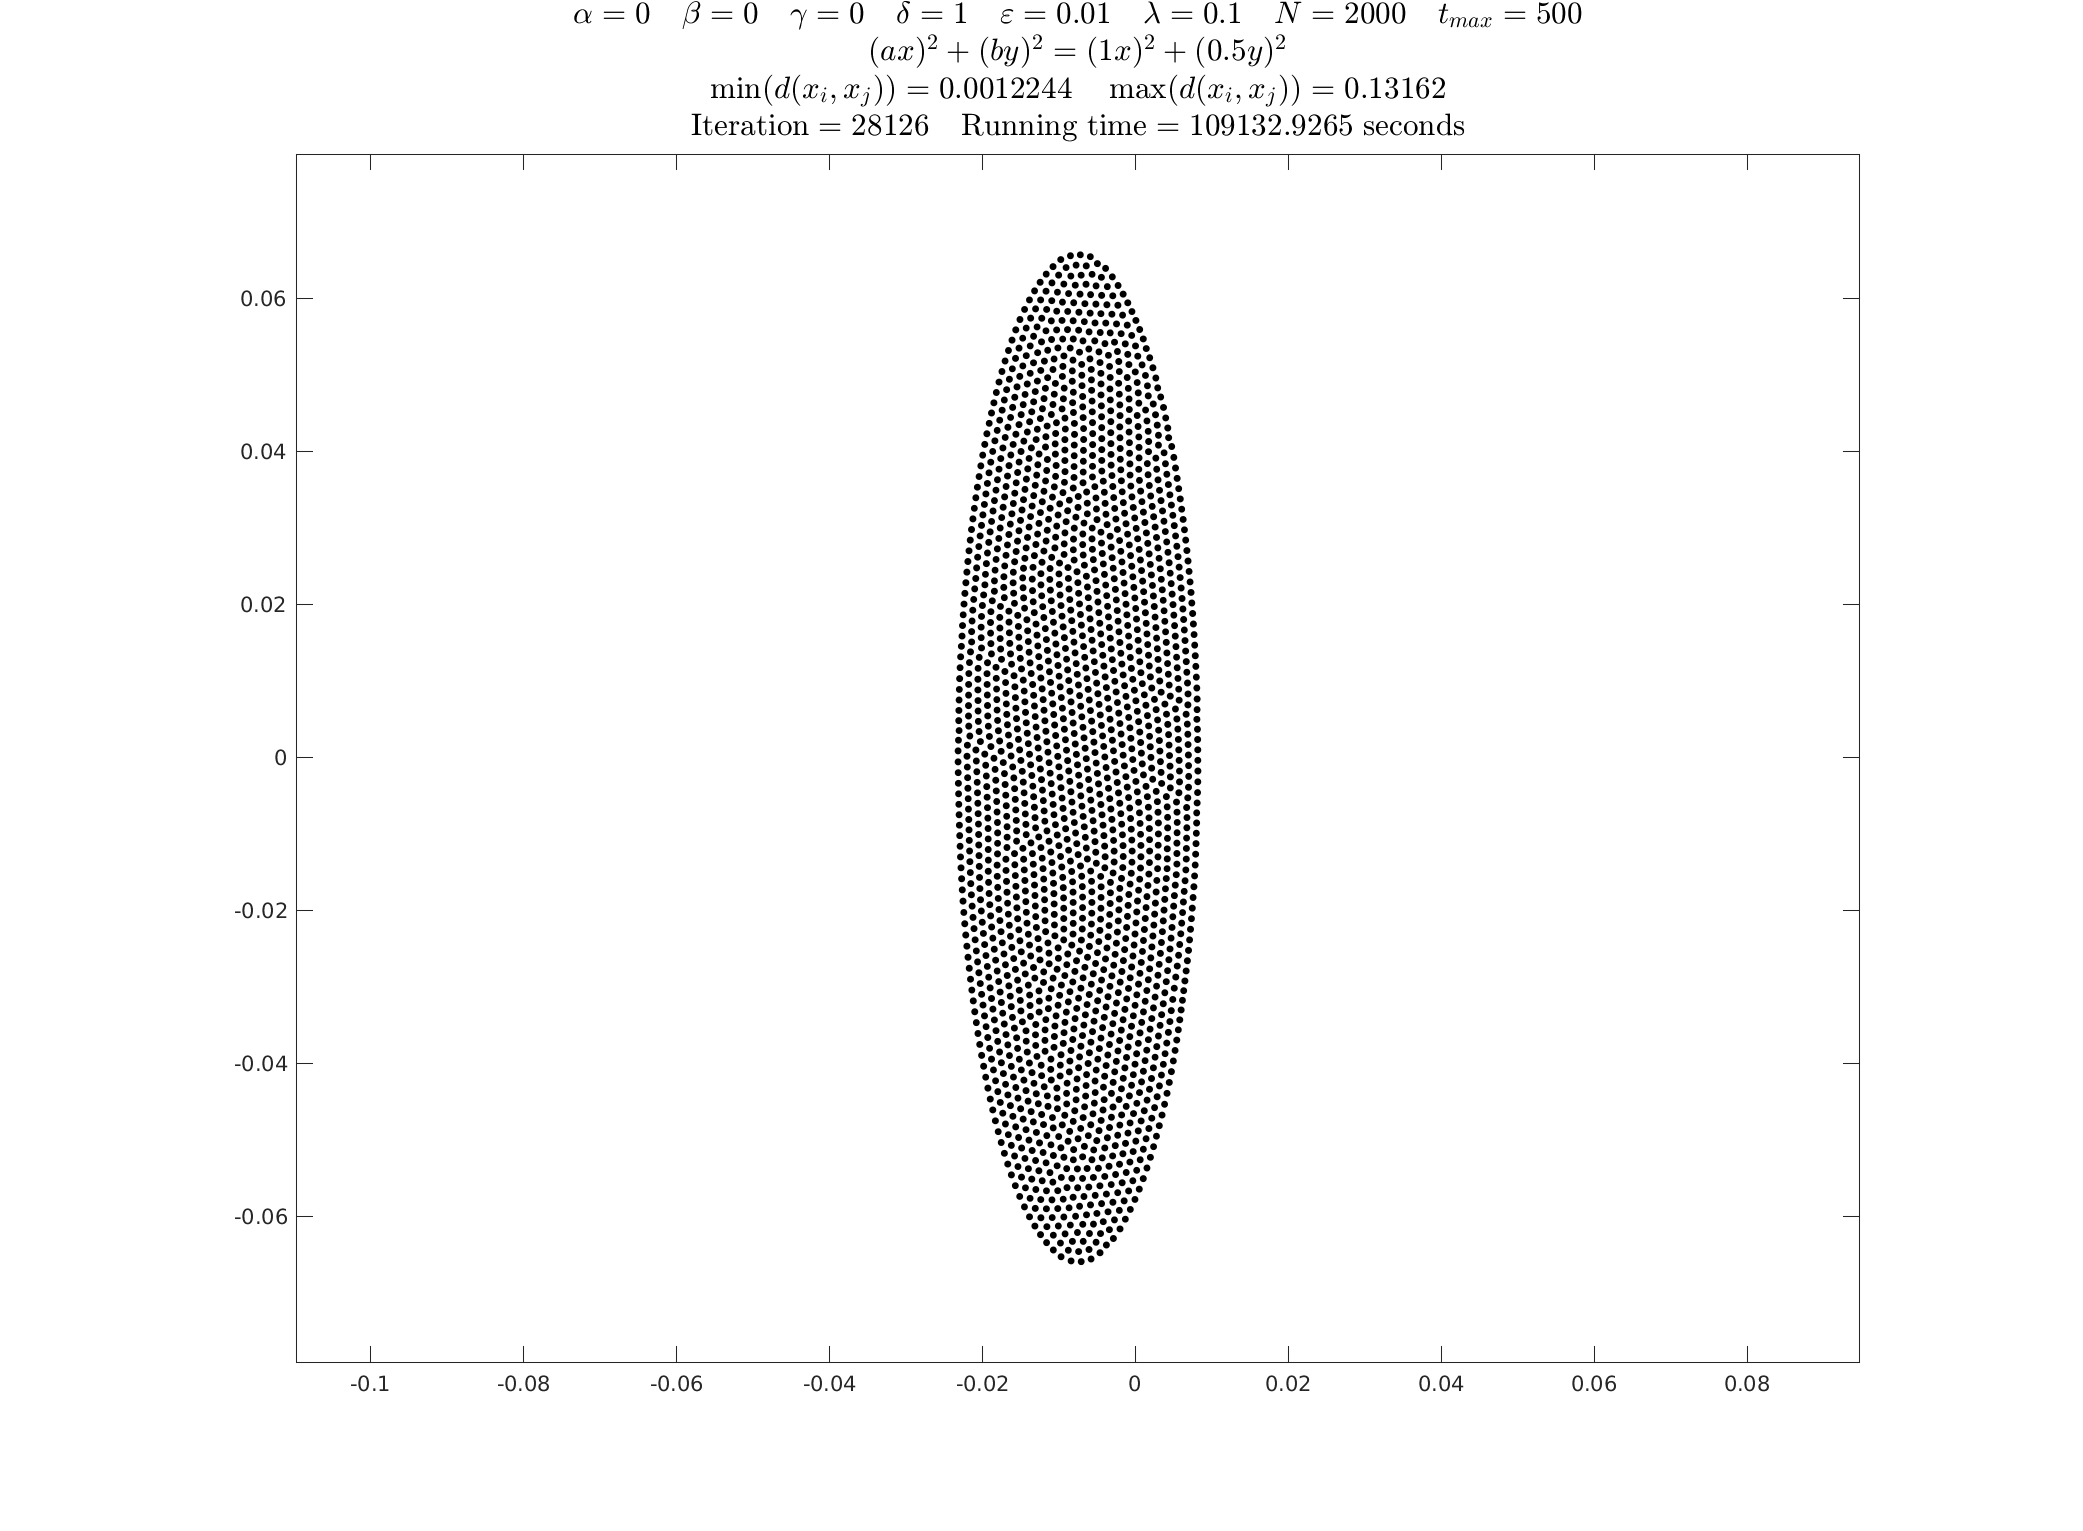 α = 0 β = 0 γ = 0 δ = 1 ε = 0.01 λ = 0.1 N = 2000 t_{max} = 500
(ax)² + (by)² = (1x)² + (0.5y)²
min(d(x_i, x_j)) = 0.0012244 max(d(x_i, x_j)) = 0.13162
Iteration = 28126 Running time = 109132.9265 seconds
0.06
0.04
0.02
0
-0.02
-0.04
-0.06
-0.1 -0.08 -0.06 -0.04 -0.02 0 0.02 0.04 0.06 0.08